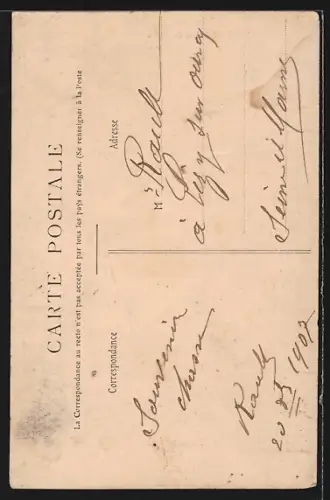 CARTE POSTALE
La Correspondance au recto n'est pas acceptée par tous les pays étrangers. (Se renseigner à la Poste
Correspondance
Souvenir
Rault
20 1907
Adresse
M Rault
à Lizy sur Ourcq
Seine et Marne